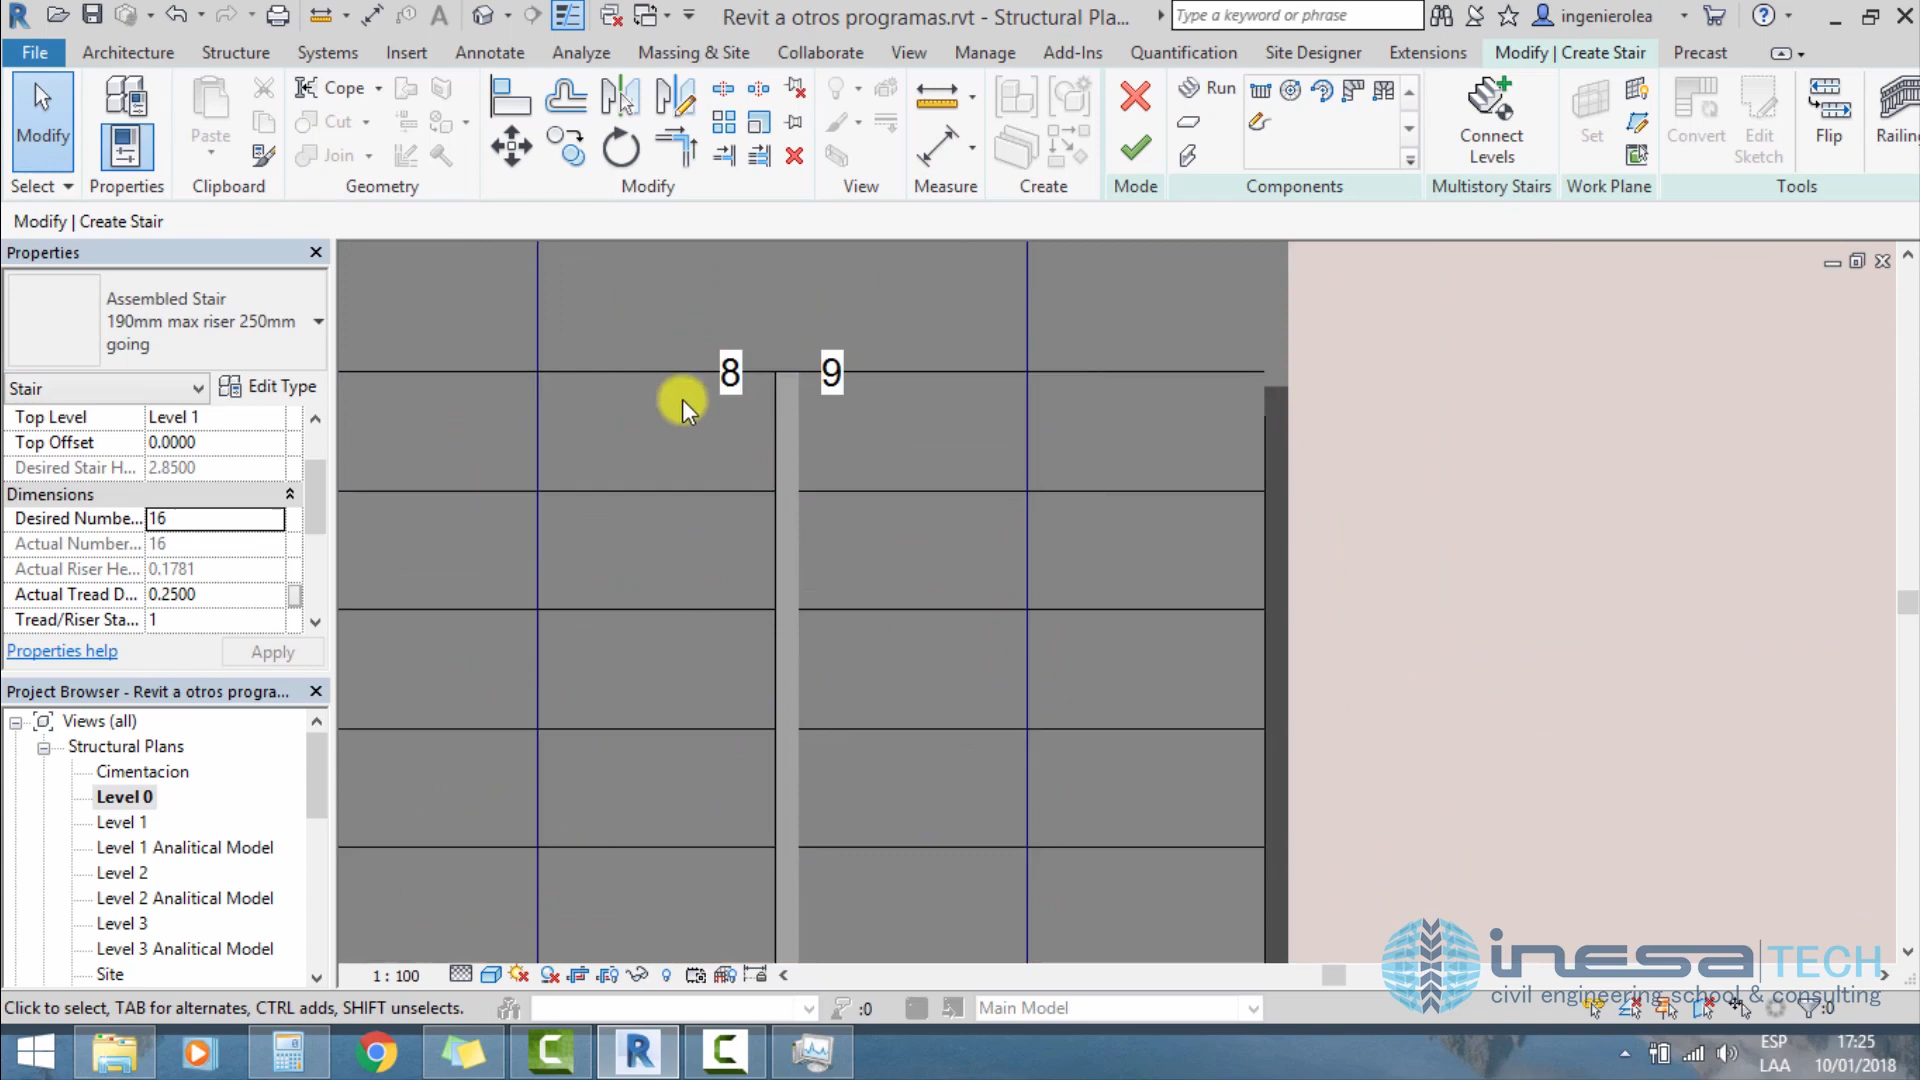 Revit a otros programas.rvt - Structural Pla...
Type a keyword or phrase
ingenierolea
File
Architecture
Structure
Systems
Insert
Annotate
Analyze
Massing & Site
Collaborate
View
Manage
Add-Ins
Quantification
Site Designer
Extensions
Modify | Create Stair
Precast
Modify
Paste
Cope
Cut
Join
Run
Connect Levels
Set
Convert
Edit Sketch
Flip
Railing
Select
Properties
Clipboard
Geometry
Modify
View
Measure
Create
Mode
Components
Multistory Stairs
Work Plane
Tools
Modify | Create Stair
Properties
Assembled Stair
190mm max riser 250mm
going
Stair
Edit Type
Top Level Level 1
Top Offset 0.0000
Desired Stair H... 2.8500
Dimensions
Desired Numbe... 16
Actual Number... 16
Actual Riser He... 0.1781
Actual Tread D... 0.2500
Tread/Riser Sta... 1
Properties help
Apply
Project Browser - Revit a otros progra...
Views (all)
Structural Plans
Cimentacion
Level 0
Level 1
Level 1 Analitical Model
Level 2
Level 2 Analitical Model
Level 3
Level 3 Analitical Model
Site
8 9
1 : 100
inesa TECH
civil engineering school & consulting
Click to select, TAB for alternates, CTRL adds, SHIFT unselects.
:0
Main Model
:0
ESP
LAA
17:25
10/01/2018